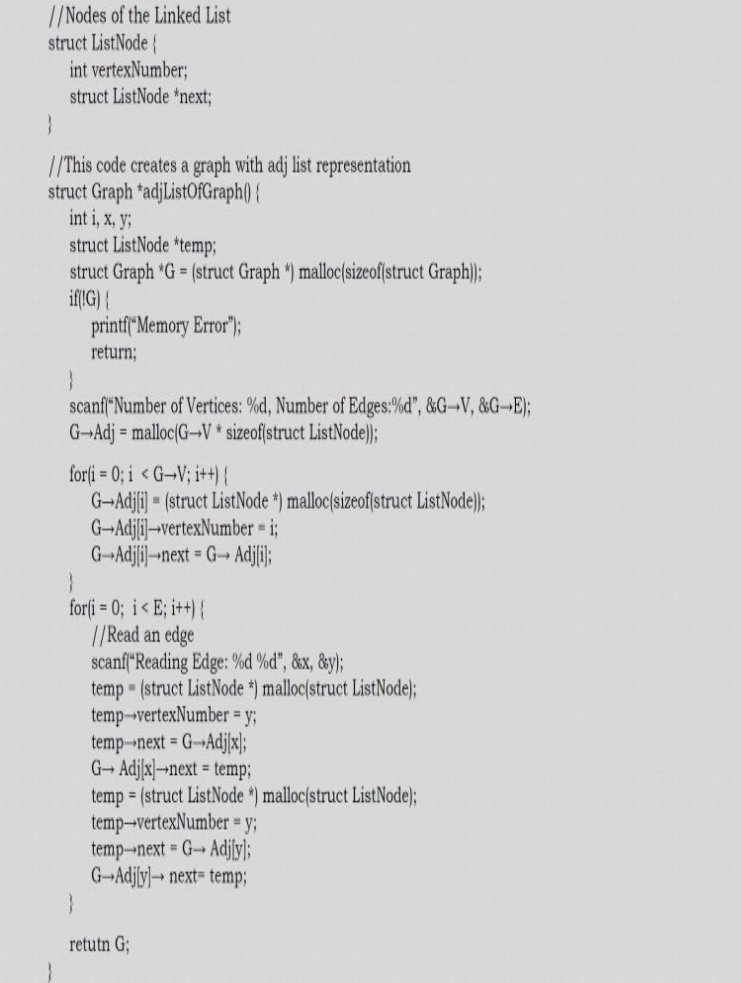 //Nodes of the Linked List
struct ListNode {
int vertexNumber;
struct ListNode *next;
}
//This code creates a graph with adj list representation
struct Graph *adjListOfGraph() {
int i, x, y;
struct ListNode *temp;
struct Graph *G = (struct Graph *) malloc(sizeof(struct Graph));
if(!G) {
printf(“Memory Error”);
return;
}
scanf(“Number of Vertices: %d, Number of Edges:%d”, &G→V, &G→E);
G→Adj = malloc(G→V * sizeof(struct ListNode));
for(i = 0; i < G→V; i++) {
G→Adj[i] = (struct ListNode *) malloc(sizeof(struct ListNode));
G→Adj[i]→vertexNumber = i;
G→Adj[i]→next = G→ Adj[i];
}
for(i = 0; i < E; i++) {
//Read an edge
scanf(“Reading Edge: %d %d”, &x, &y);
temp = (struct ListNode *) malloc(struct ListNode);
temp→vertexNumber = y;
temp→next = G→Adj[x];
G→ Adj[x]→next = temp;
temp = (struct ListNode *) malloc(struct ListNode);
temp→vertexNumber = y;
temp→next = G→ Adj[y];
G→Adj[y]→ next= temp;
}
retutn G;
}